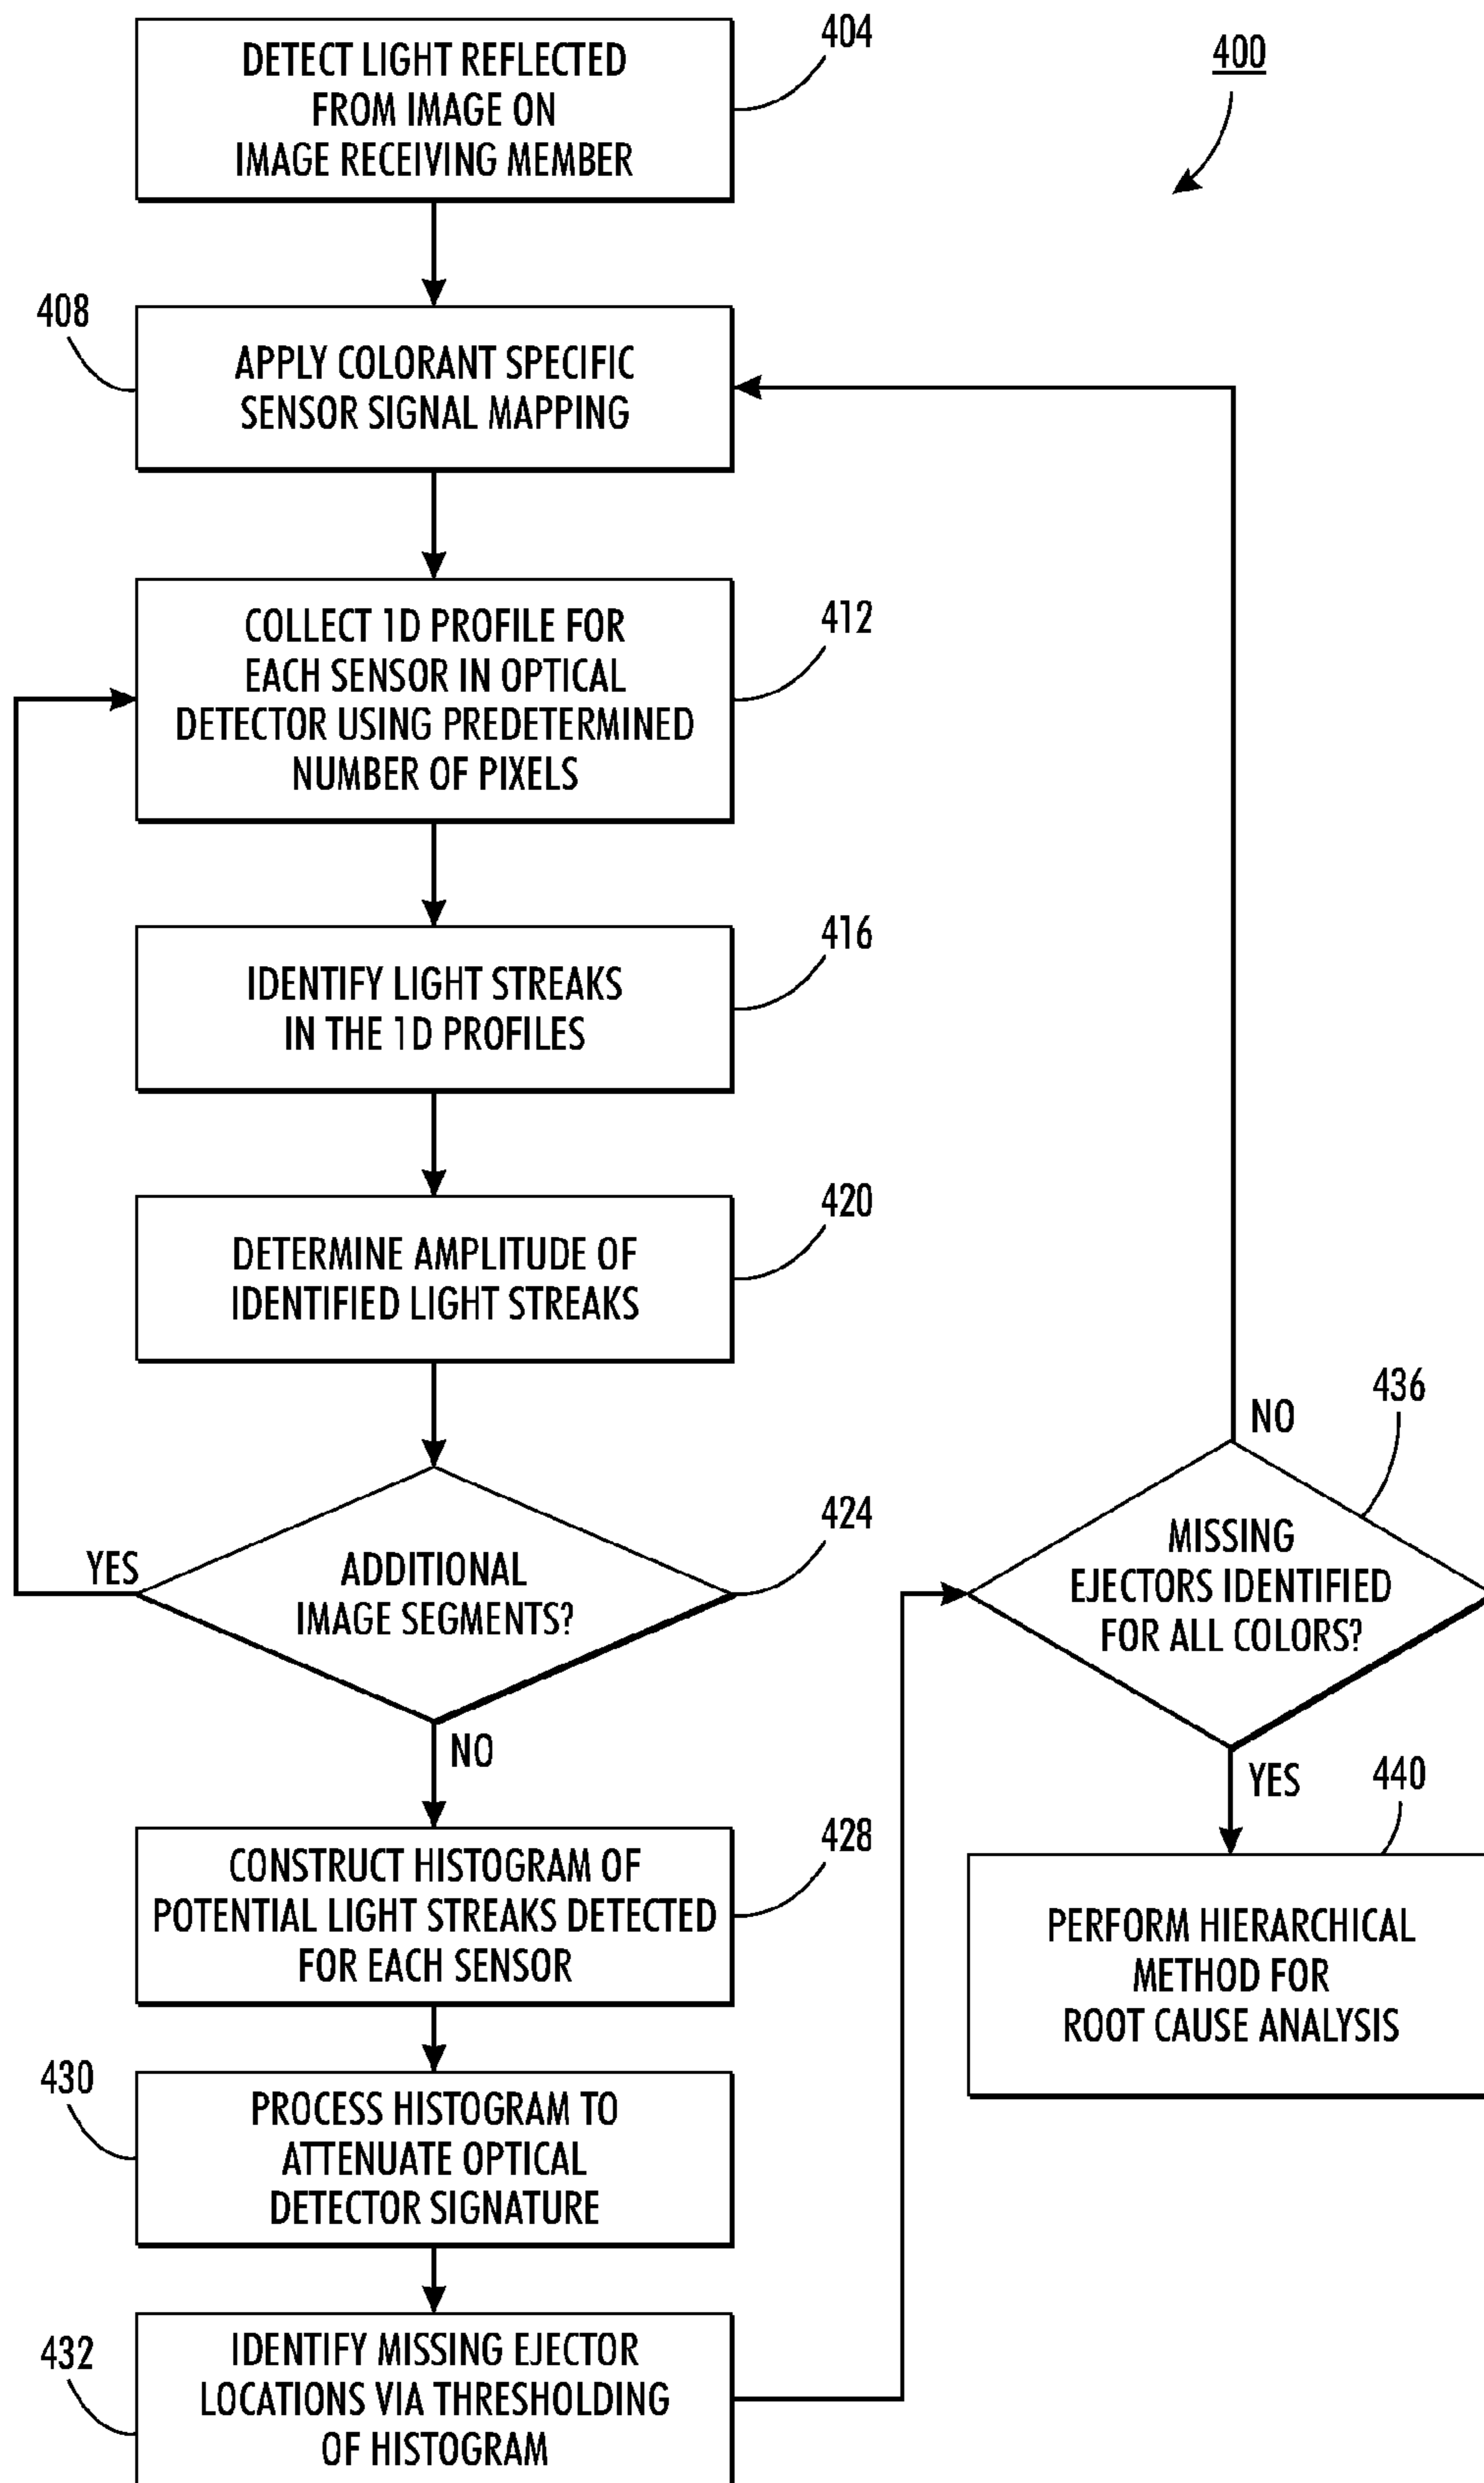 400
DETECT LIGHT REFLECTED
FROM IMAGE ON
IMAGE RECEIVING MEMBER
404
408
APPLY COLORANT SPECIFIC
SENSOR SIGNAL MAPPING
COLLECT 1D PROFILE FOR
EACH SENSOR IN OPTICAL
DETECTOR USING PREDETERMINED
NUMBER OF PIXELS
412
IDENTIFY LIGHT STREAKS
IN THE 1D PROFILES
416
DETERMINE AMPLITUDE OF
IDENTIFIED LIGHT STREAKS
420
ADDITIONAL
IMAGE SEGMENTS?
424
YES
NO
CONSTRUCT HISTOGRAM OF
POTENTIAL LIGHT STREAKS DETECTED
FOR EACH SENSOR
428
430
PROCESS HISTOGRAM TO
ATTENUATE OPTICAL
DETECTOR SIGNATURE
432
IDENTIFY MISSING EJECTOR
LOCATIONS VIA THRESHOLDING
OF HISTOGRAM
NO
436
MISSING
EJECTORS IDENTIFIED
FOR ALL COLORS?
YES
440
PERFORM HIERARCHICAL
METHOD FOR
ROOT CAUSE ANALYSIS